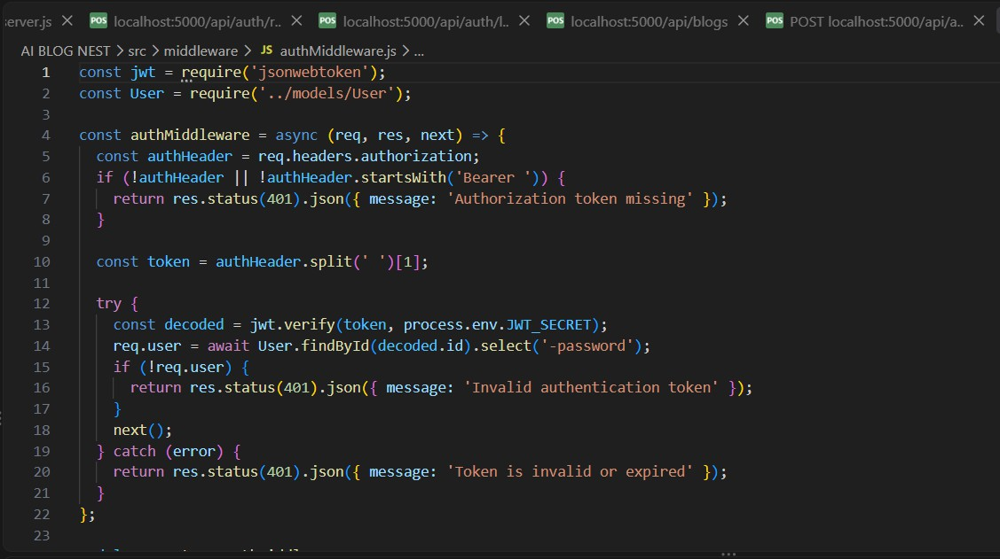 erver.js POS localhost:5000/api/auth/r.. POS localhost:5000/api/auth/l.. POS localhost:5000/api/blogs POS POST localhost:5000/api/a..
AI BLOG NEST > src > middleware > JS authMiddleware.js > ...
1 const jwt = require('jsonwebtoken');
2 const User = require('../models/User');
3
4 const authMiddleware = async (req, res, next) => {
5 const authHeader = req.headers.authorization;
6 if (!authHeader || !authHeader.startsWith('Bearer ')) {
7 return res.status(401).json({ message: 'Authorization token missing' });
8 }
9
10 const token = authHeader.split(' ')[1];
11
12 try {
13 const decoded = jwt.verify(token, process.env.JWT_SECRET);
14 req.user = await User.findById(decoded.id).select('-password');
15 if (!req.user) {
16 return res.status(401).json({ message: 'Invalid authentication token' });
17 }
18 next();
19 } catch (error) {
20 return res.status(401).json({ message: 'Token is invalid or expired' });
21 }
22 };
23